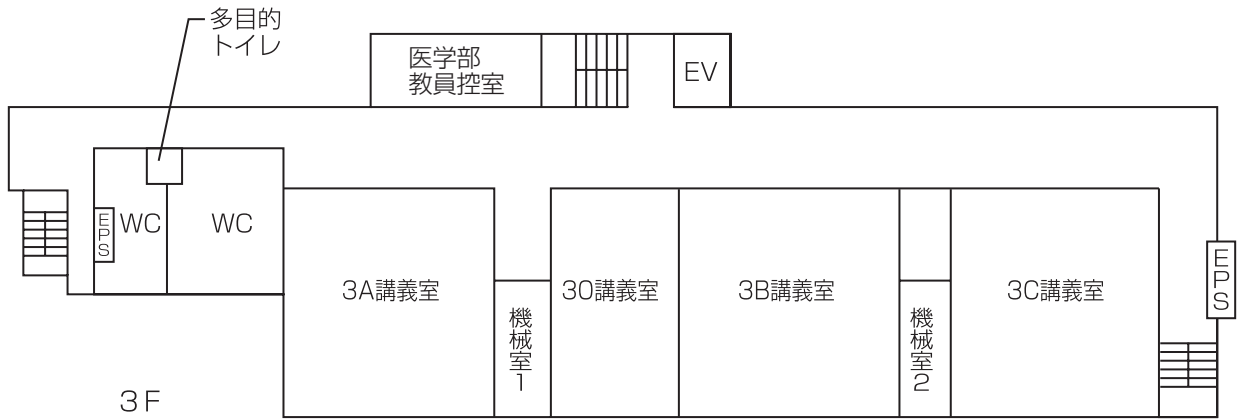 多目的
トイレ
医学部
教員控室
EV
EPS
WC
WC
3A講義室
機械室1
30講義室
3B講義室
機械室2
3C講義室
EPS
3F